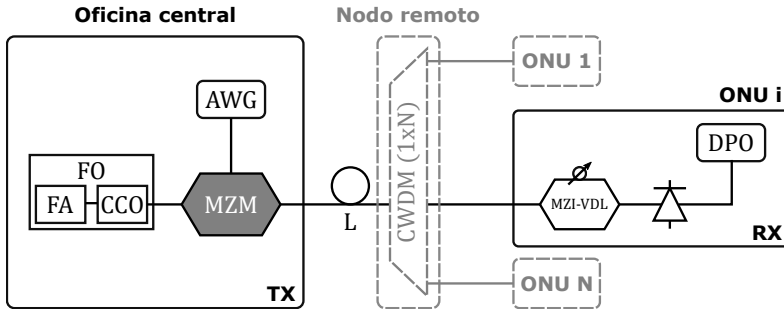 Oficina central
Nodo remoto
ONU 1
AWG
ONU i
DPO
FO
FA
CCO
MZM
L
CWDM (1xN)
MZI-VDL
RX
TX
ONU N